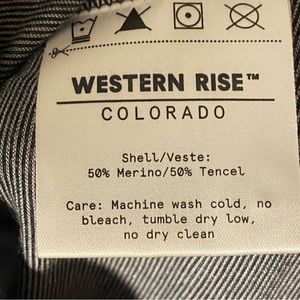 WESTERN RISE™
COLORADO
Shell/Veste:
50% Merino/50% Tencel
Care: Machine wash cold, no
bleach, tumble dry low,
no dry clean